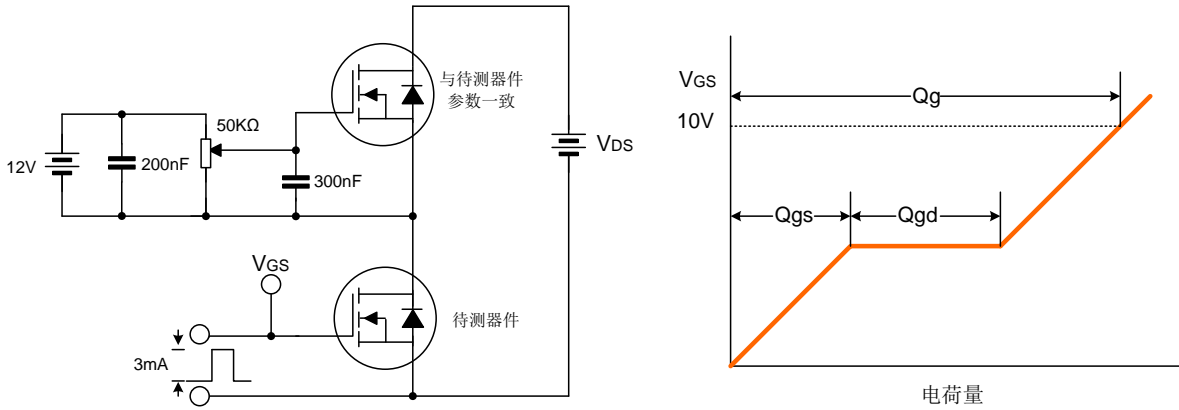 与待测器件
参数一致
50KΩ
12V
200nF
300nF
VDS
VGS
待测器件
3mA
VGS
10V
Qg
Qgs
Qgd
电荷量